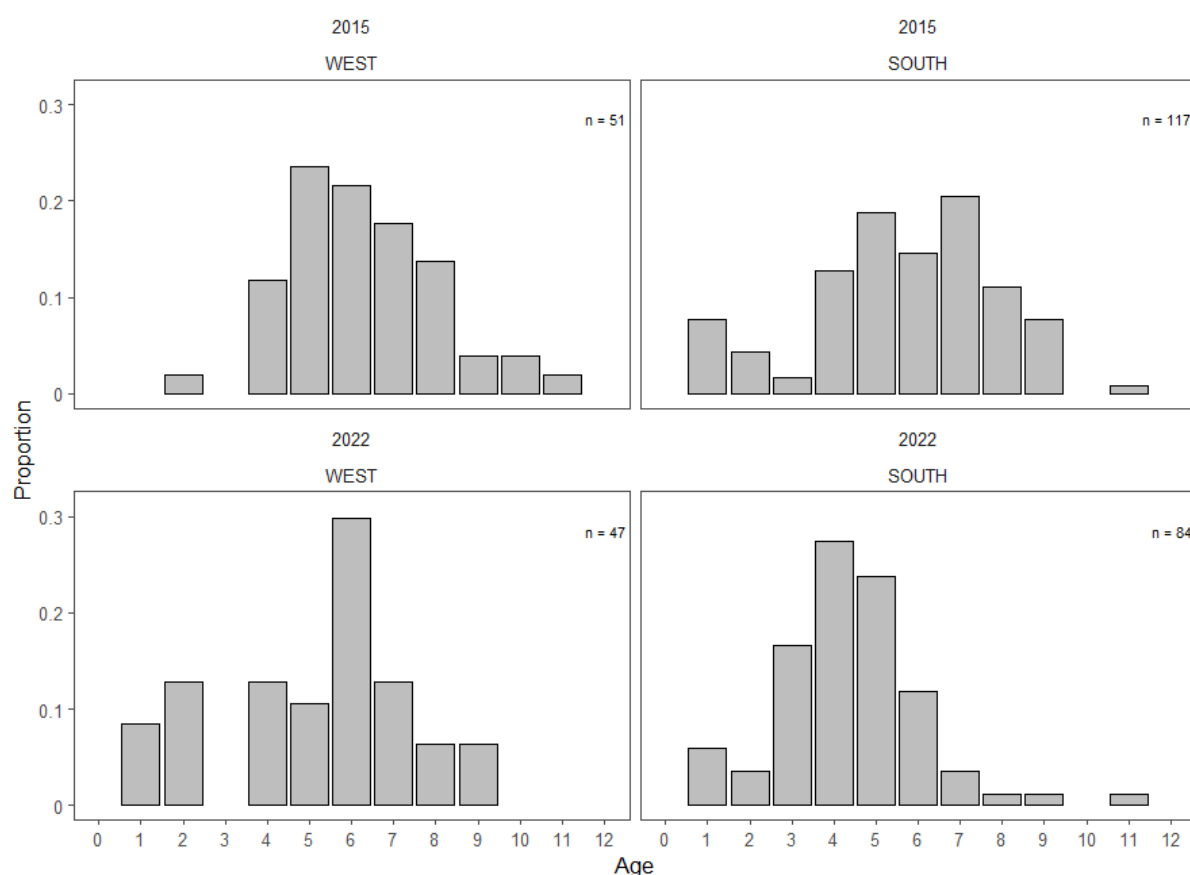 2015
WEST
2015
SOUTH
0.3
0.2
0.1
0
n = 51
n = 117
Proportion
2022
WEST
2022
SOUTH
0.3
0.2
0.1
0
n = 47
n = 84
0 1 2 3 4 5 6 7 8 9 10 11 12
0 1 2 3 4 5 6 7 8 9 10 11 12
Age